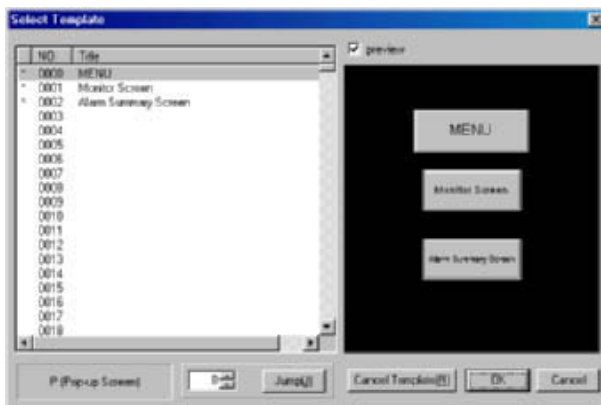 Select Template
NO. Title
* 0000 MENU
* 0001 Monitor Screen
* 0002 Alarm Summary Screen
0003
0004
0005
0006
0007
0008
0009
0010
0011
0012
0013
0014
0015
0016
0017
0018
preview
MENU
Monitor Screen
Alarm Summary Screen
P (Pop-up Screen)
0
Jump(J)
Cancel Template(R)
OK
Cancel